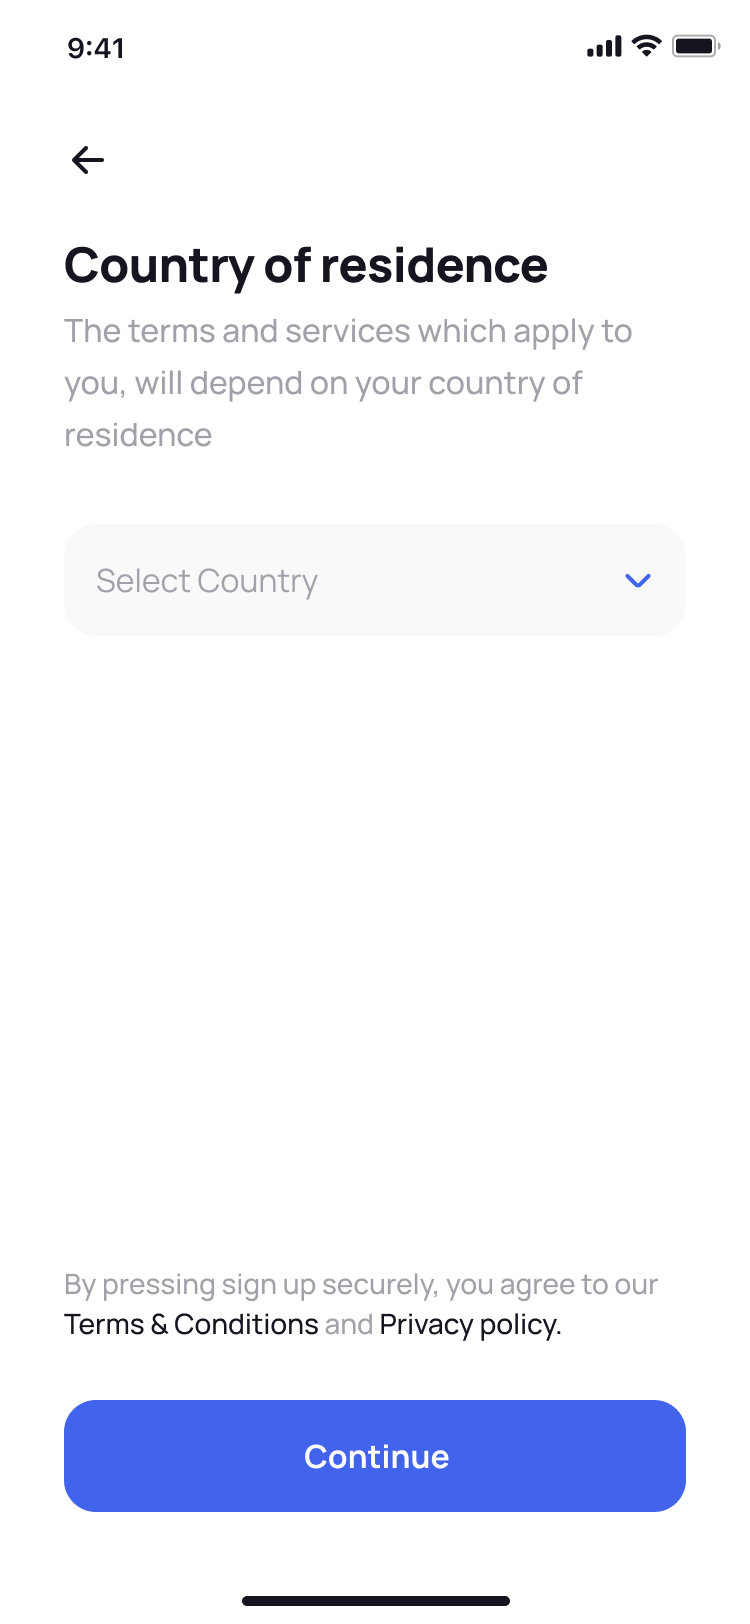 9:41
Country of residence
The terms and services which apply to
you, will depend on your country of
residence
Select Country
By pressing sign up securely, you agree to our
Terms & Conditions and Privacy policy.
Continue